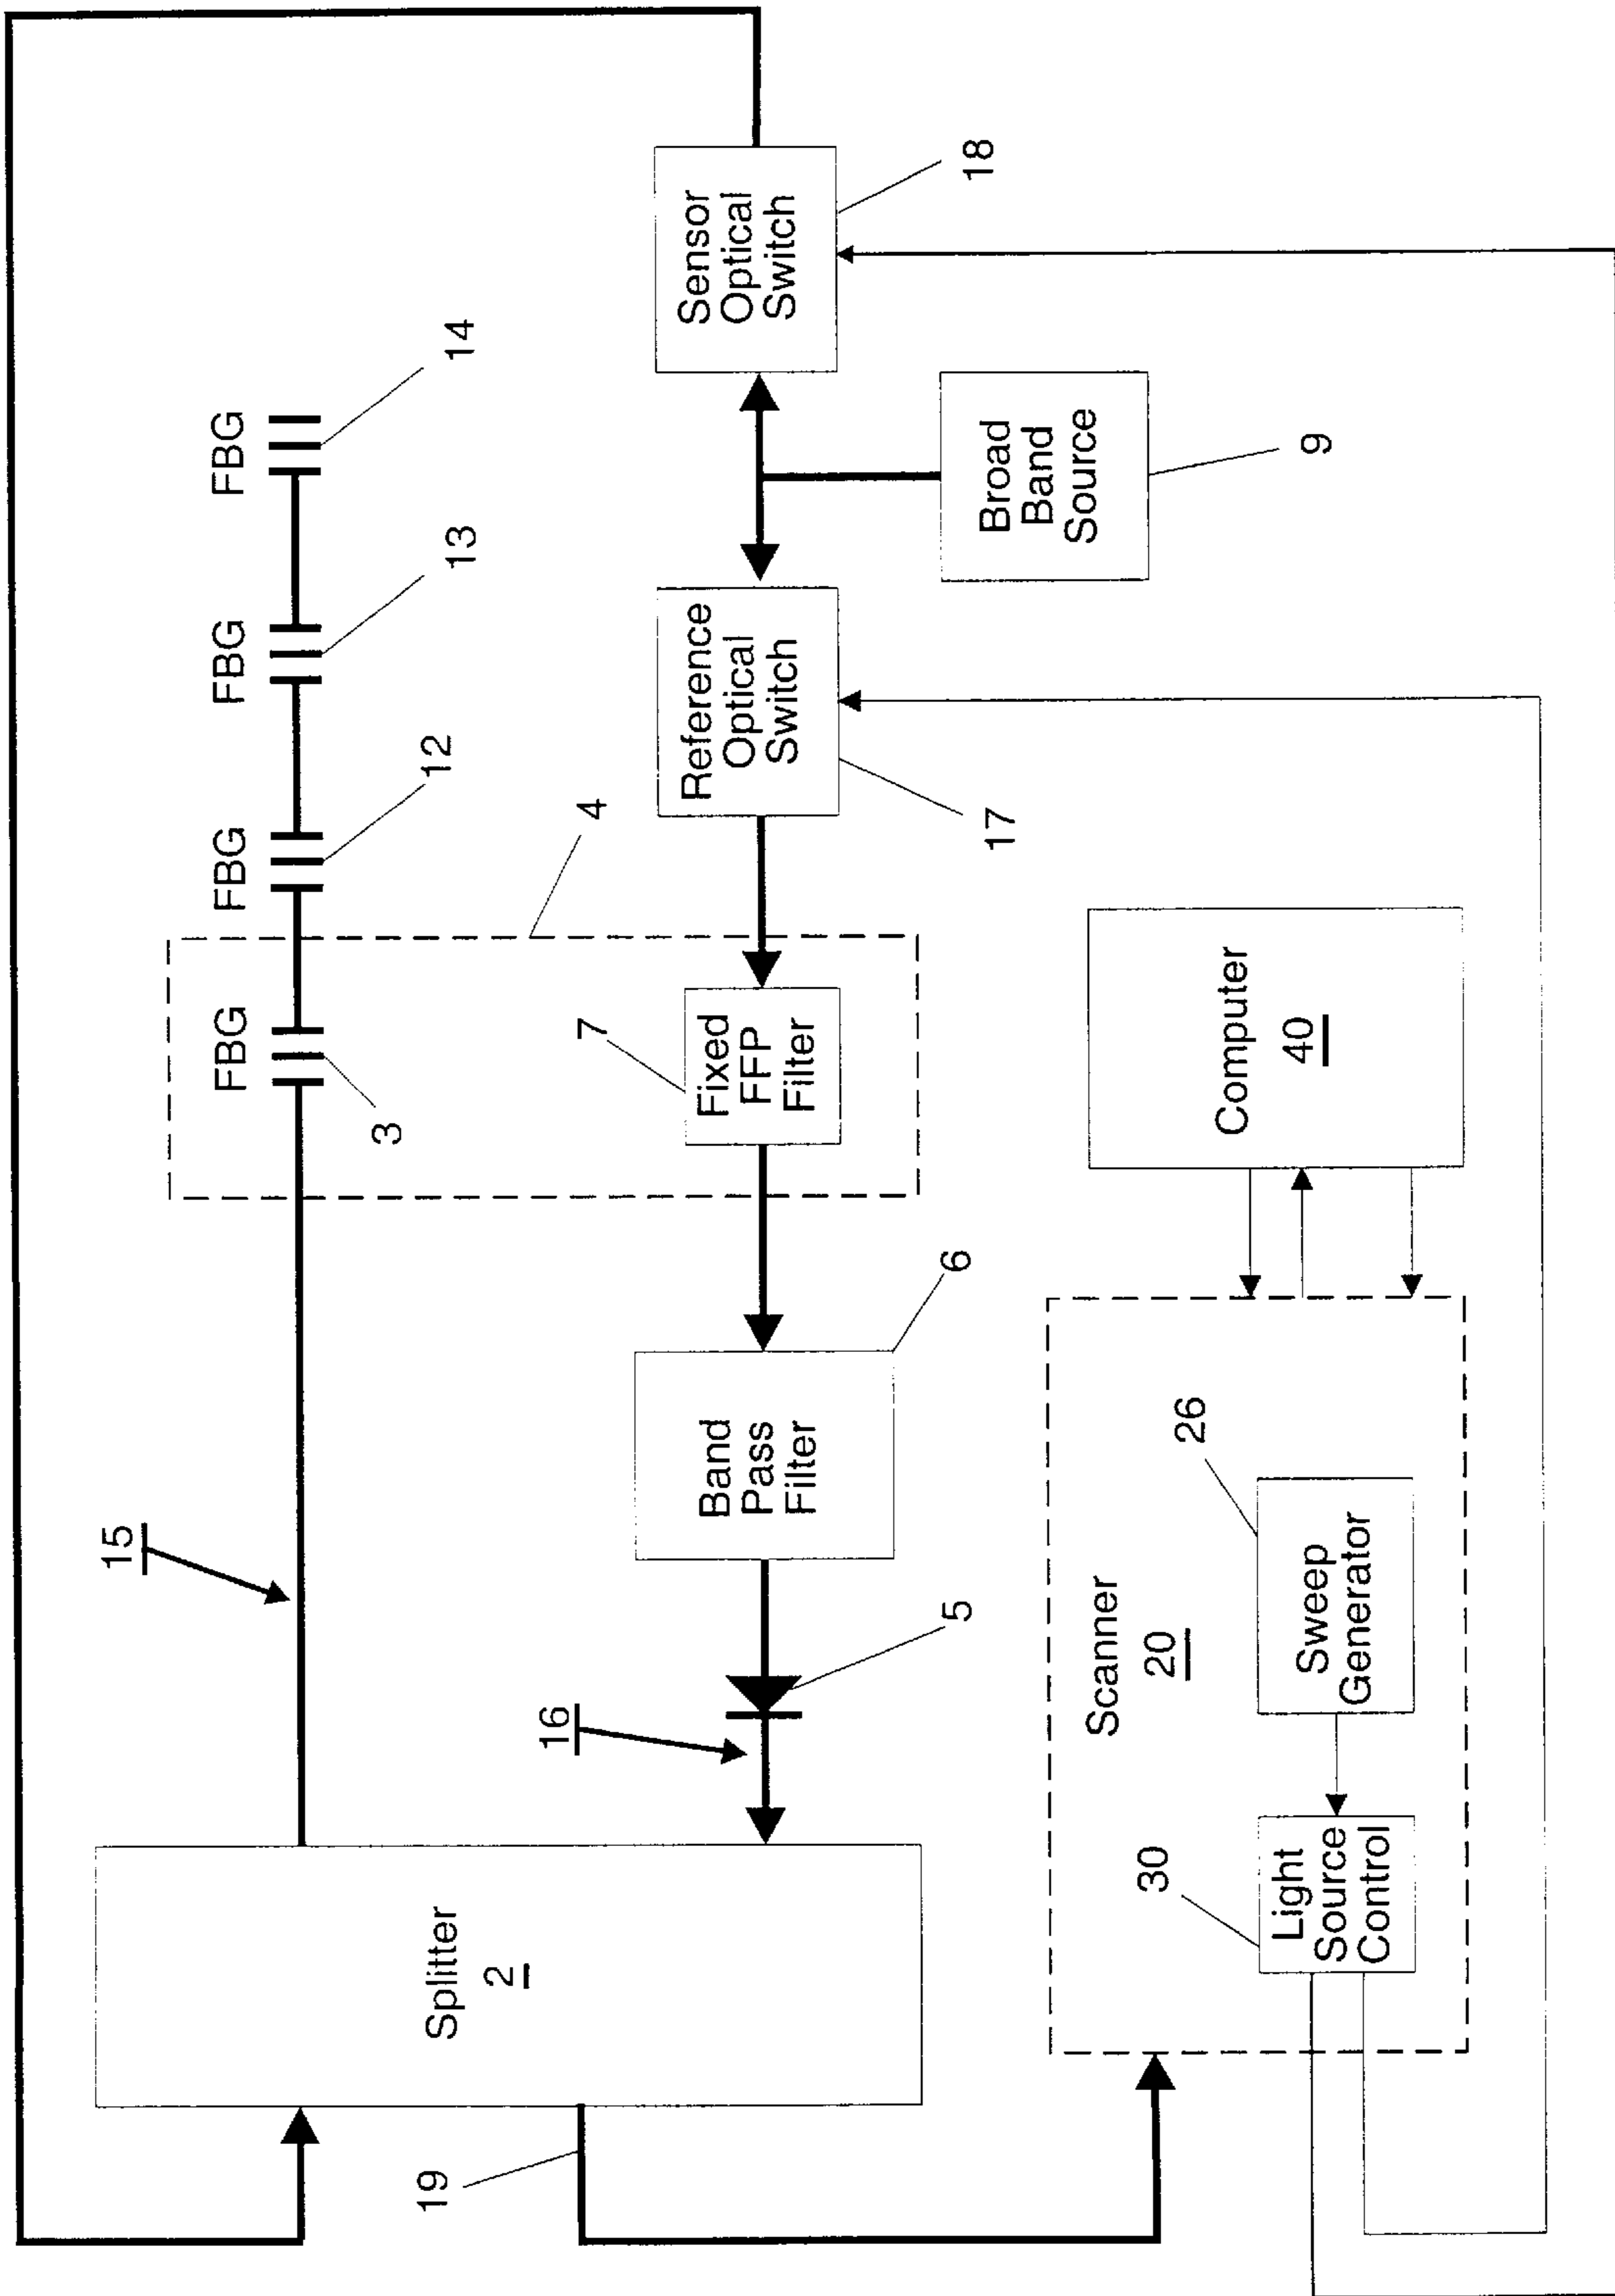 FBG
FBG
FBG
FBG
14
13
12
3
4
15
Sensor
Optical
Switch
18
Reference
Optical
Switch
17
Broad
Band
Source
9
7
Fixed
FFP
Filter
Band
Pass
Filter
6
5
16
Splitter
2
19
Computer
40
Scanner
20
26
Sweep
Generator
30
Light
Source
Control